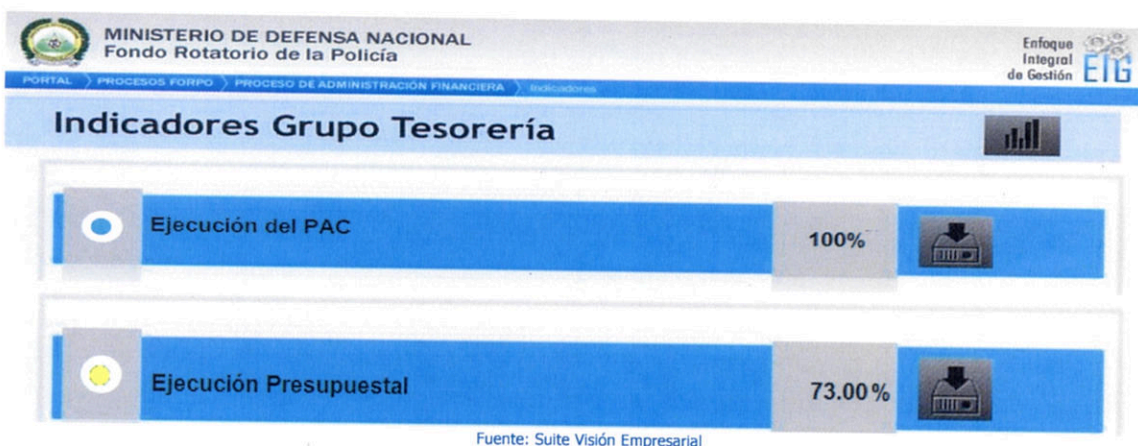 MINISTERIO DE DEFENSA NACIONAL
Fondo Rotatorio de la Policía
Enfoque
Integral
de Gestión
EIG
PORTAL
PROCESOS FORPO
PROCESO DE ADMINISTRACIÓN FINANCIERA
Indicadores
Indicadores Grupo Tesorería
Ejecución del PAC
100%
Ejecución Presupuestal
73.00%
Fuente: Suite Visión Empresarial